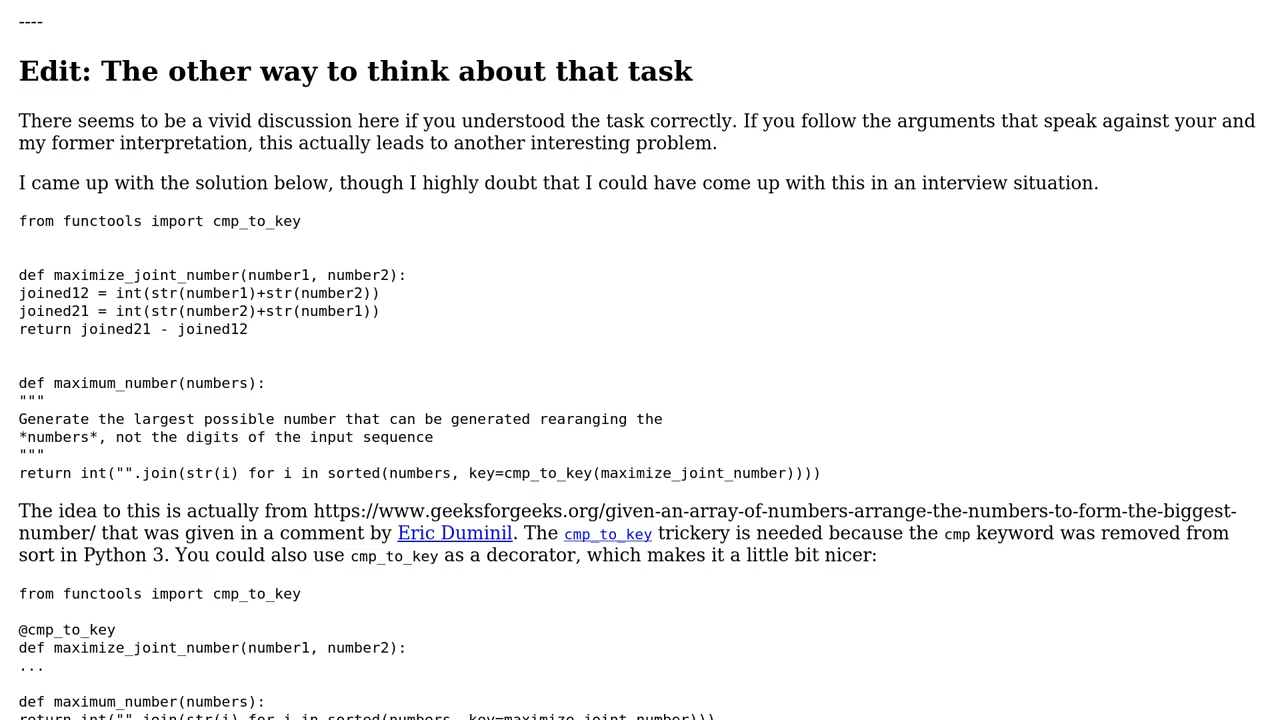 ----
Edit: The other way to think about that task
There seems to be a vivid discussion here if you understood the task correctly. If you follow the arguments that speak against your and
my former interpretation, this actually leads to another interesting problem.
I came up with the solution below, though I highly doubt that I could have come up with this in an interview situation.
from functools import cmp_to_key
def maximize_joint_number(number1, number2):
joined12 = int(str(number1)+str(number2))
joined21 = int(str(number2)+str(number1))
return joined21 - joined12
def maximum_number(numbers):
"""
Generate the largest possible number that can be generated rearanging the
*numbers*, not the digits of the input sequence
"""
return int("".join(str(i) for i in sorted(numbers, key=cmp_to_key(maximize_joint_number))))
The idea to this is actually from https://www.geeksforgeeks.org/given-an-array-of-numbers-arrange-the-numbers-to-form-the-biggest-
number/ that was given in a comment by Eric Duminil. The cmp_to_key trickery is needed because the cmp keyword was removed from
sort in Python 3. You could also use cmp_to_key as a decorator, which makes it a little bit nicer:
from functools import cmp_to_key
@cmp_to_key
def maximize_joint_number(number1, number2):
...
def maximum_number(numbers):
return int("".join(str(i) for i in sorted(numbers, key=maximize_joint_number)))